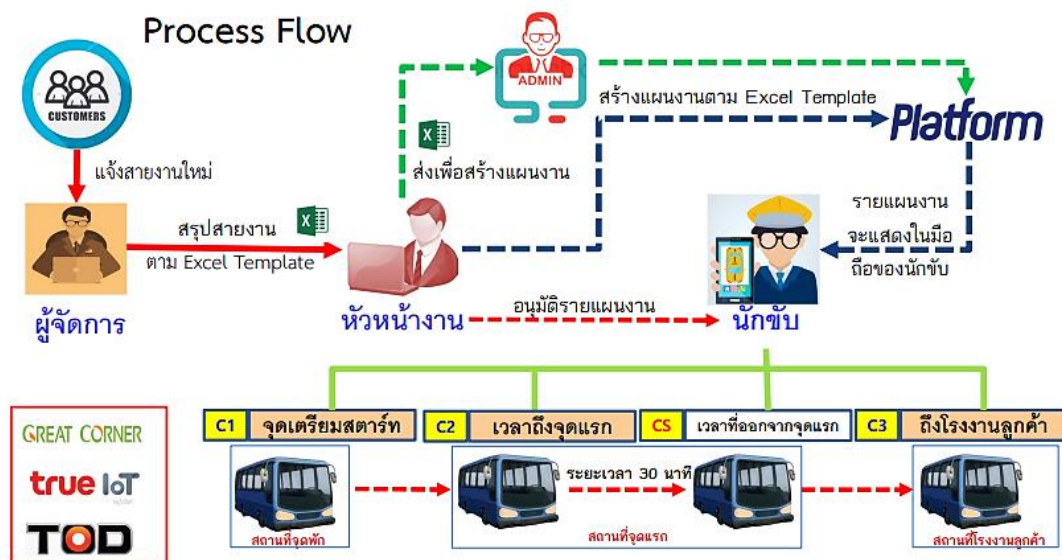 Process Flow
CUSTOMERS
ADMIN
สร้างแผนงานตาม Excel Template
Platform
แจ้งสายงานใหม่
ส่งเพื่อสร้างแผนงาน
สรุปสายงาน
ตาม Excel Template
รายแผนงาน
จะแสดงในมือ
ถือของนักขับ
ผู้จัดการ
หัวหน้างาน
อนุมัติรายแผนงาน
นักขับ
GREAT CORNER
true IoT
TOD
C1 จุดเตรียมสตาร์ท
C2 เวลาถึงจุดแรก
CS เวลาที่ออกจากจุดแรก
C3 ถึงโรงงานลูกค้า
ระยะเวลา 30 นาที
สถานที่จุดพัก
สถานที่จุดแรก
สถานที่โรงงานลูกค้า